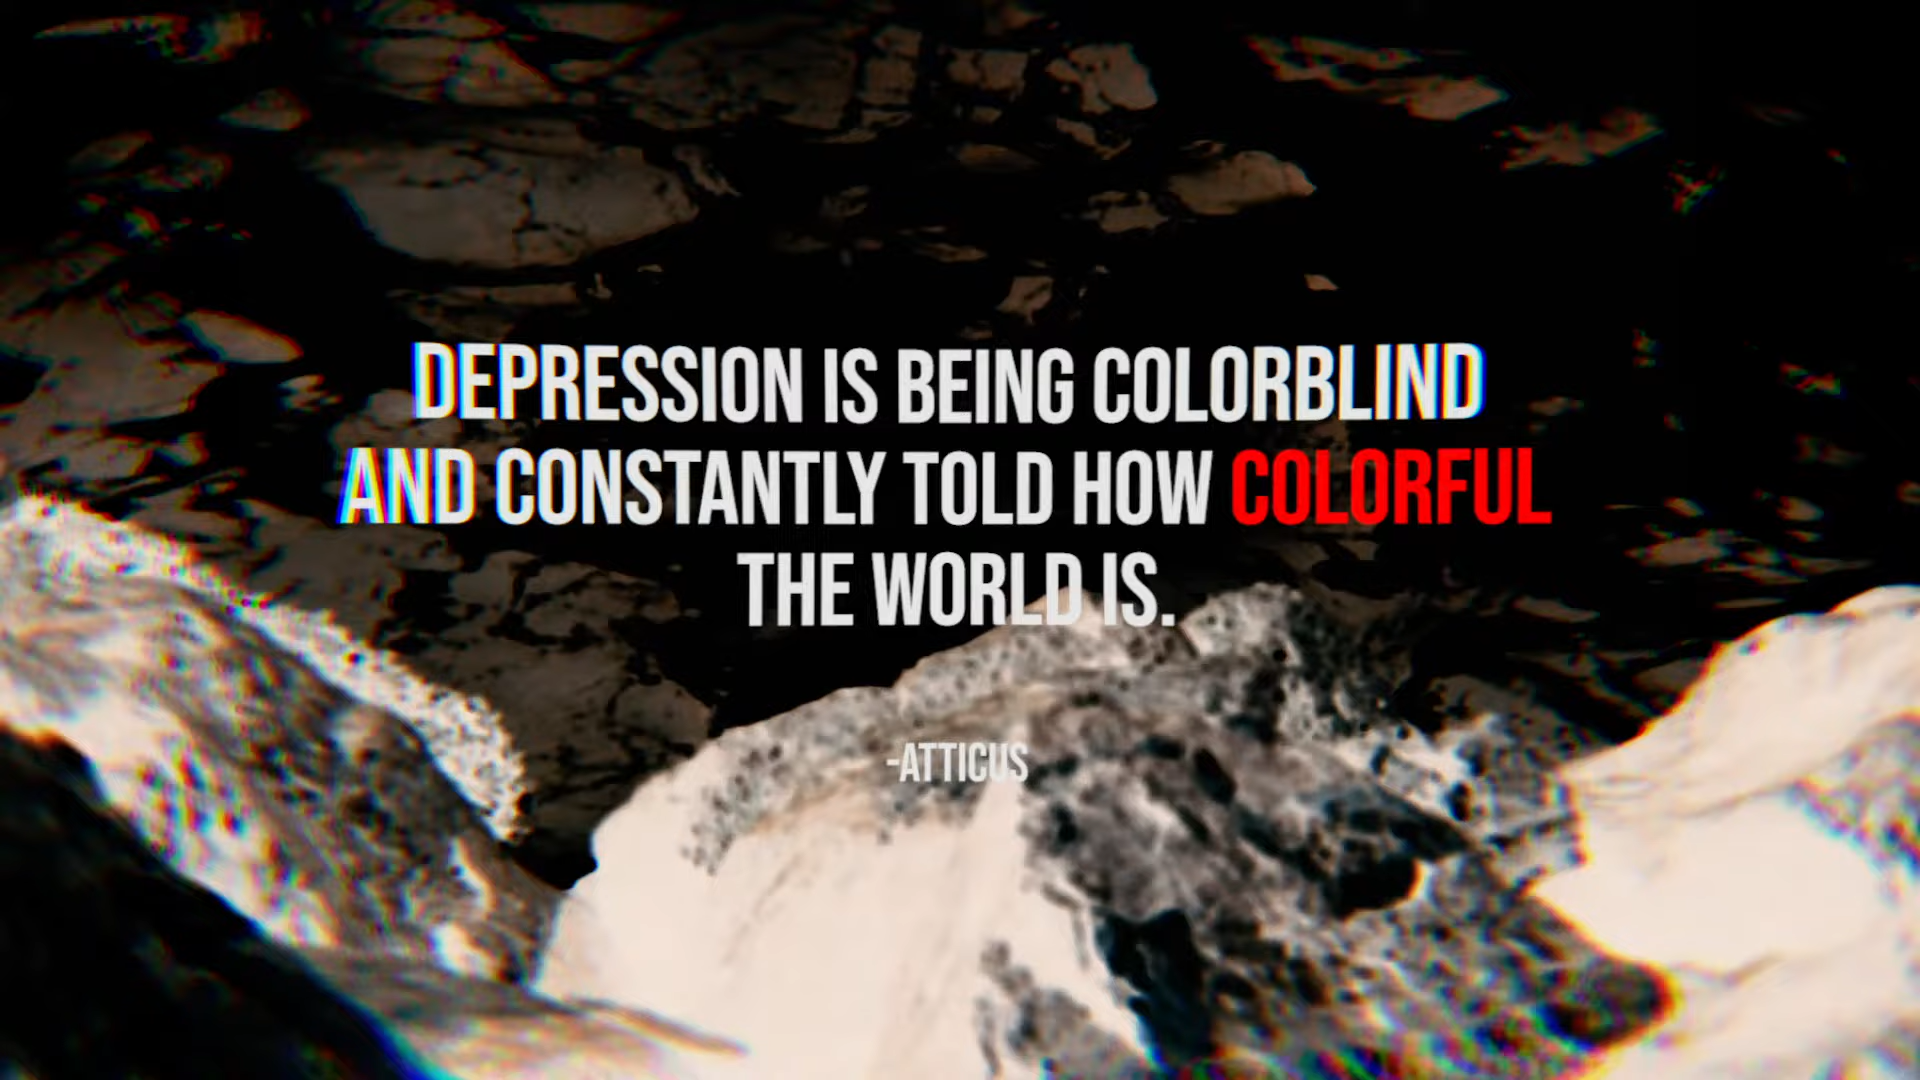 DEPRESSION IS BEING COLORBLIND
AND CONSTANTLY TOLD HOW COLORFUL
THE WORLD IS.
-ATTICUS